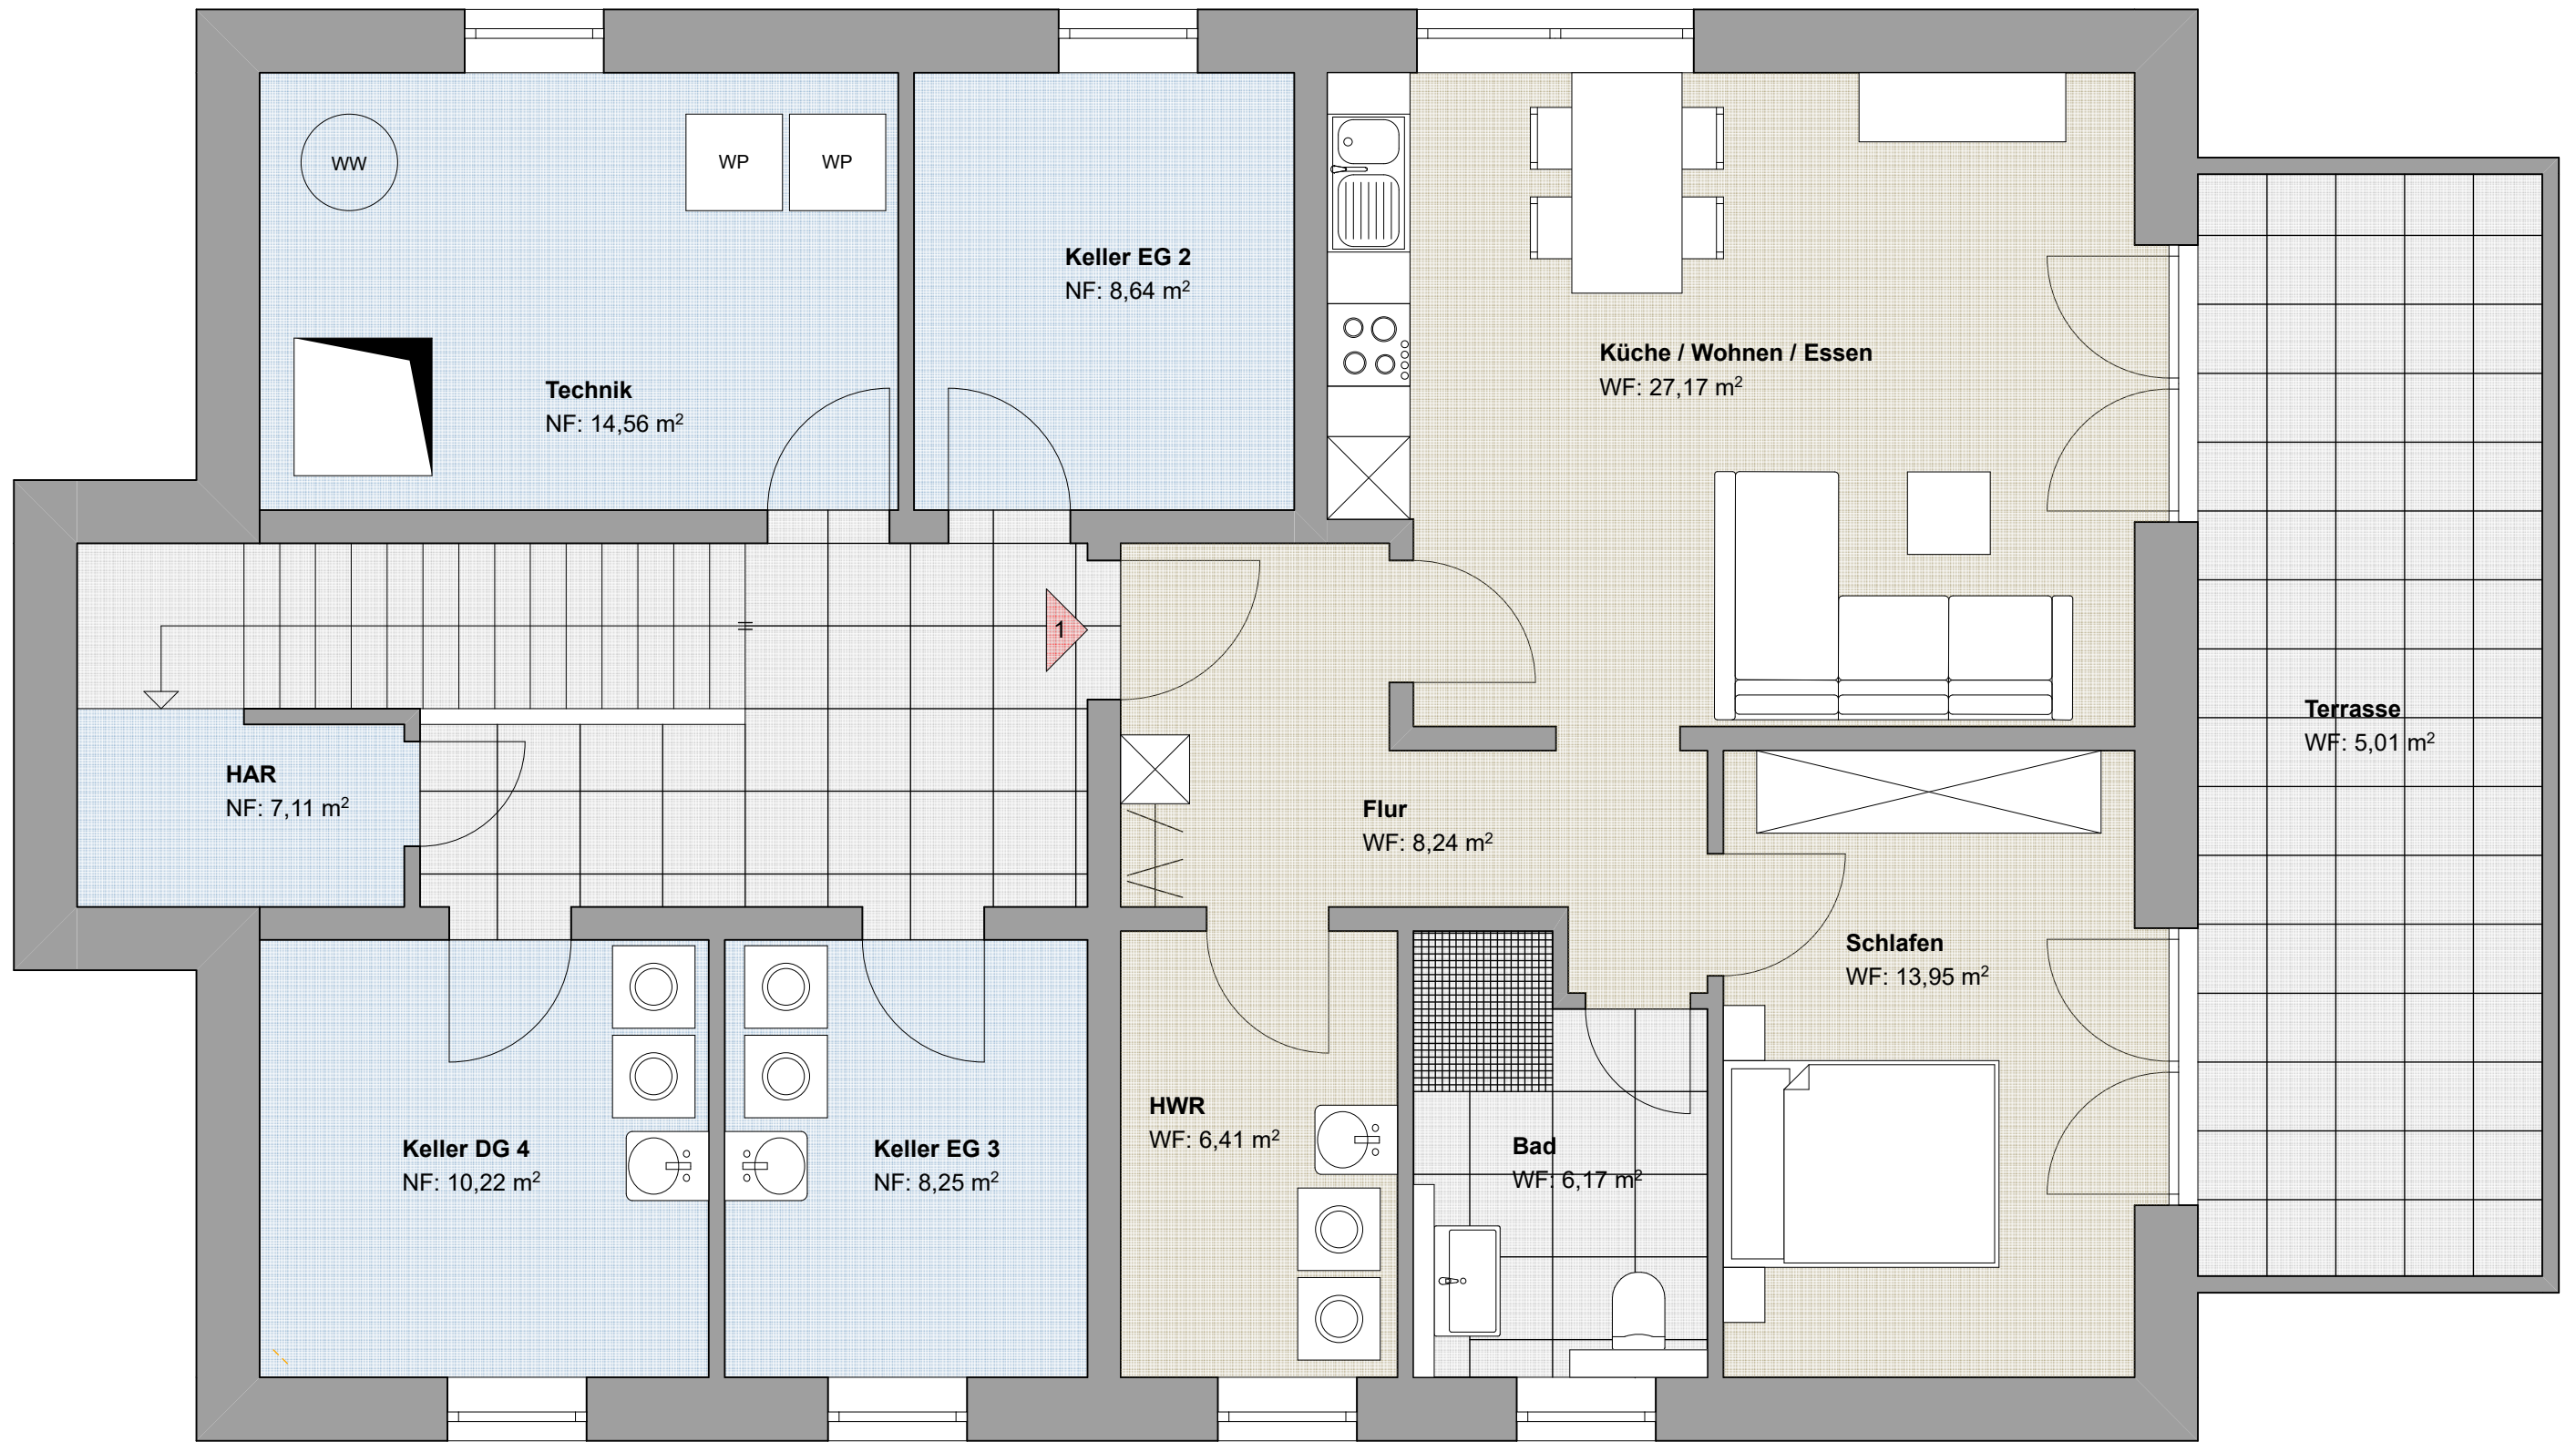 WW
WP
WP
Keller EG 2
NF: 8,64 m²
Küche / Wohnen / Essen
WF: 27,17 m²
Technik
NF: 14,56 m²
1
Terrasse
WF: 5,01 m²
HAR
NF: 7,11 m²
Flur
WF: 8,24 m²
Schlafen
WF: 13,95 m²
HWR
WF: 6,41 m²
Keller DG 4
NF: 10,22 m²
Keller EG 3
NF: 8,25 m²
Bad
WF: 6,17 m²